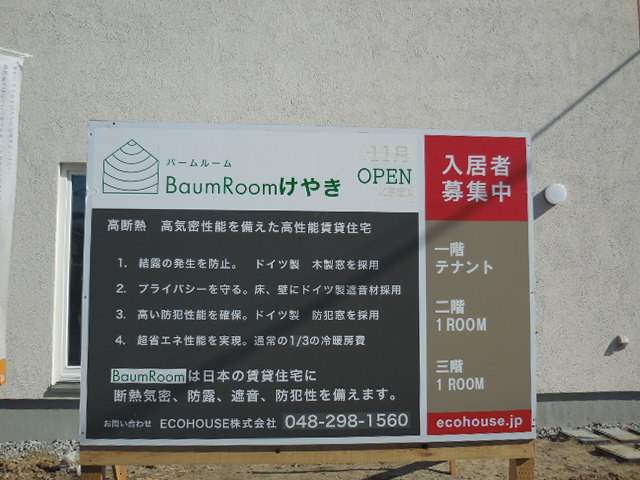 バームルーム
BaumRoomけやき
11月
OPEN
(予定)
入居者
募集中
高断熱 高気密性能を備えた高性能賃貸住宅
1. 結露の発生を防止。 ドイツ製 木製窓を採用
2. プライバシーを守る。床、壁にドイツ製遮音材採用
3. 高い防犯性能を確保。ドイツ製 防犯窓を採用
4. 超省エネ性能を実現。通常の1/3の冷暖房費
BaumRoomは日本の賃貸住宅に
断熱気密、防露、遮音、防犯性を備えます。
お問い合わせ ECOHOUSE株式会社 048-298-1560
一階
テナント
二階
1ROOM
三階
1ROOM
ecohouse.jp